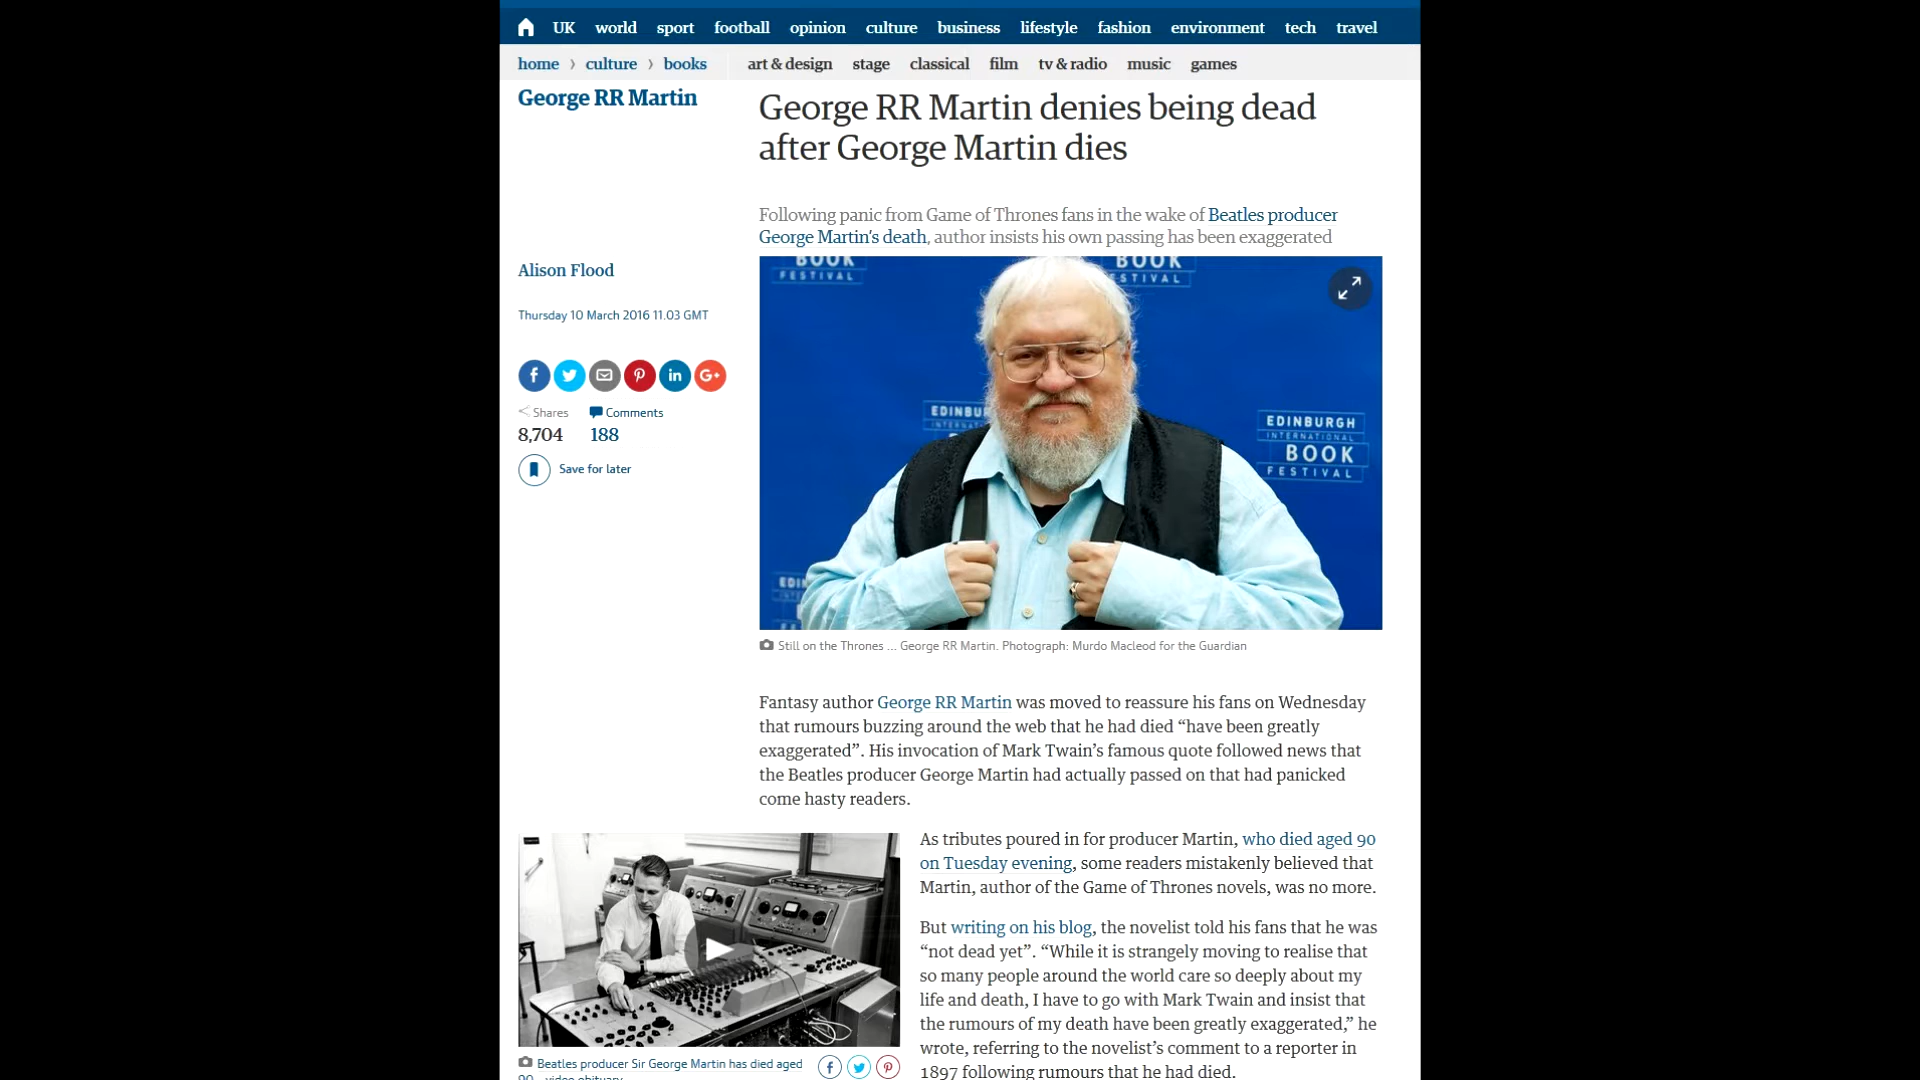 UK world sport football opinion culture business lifestyle fashion environment tech travel
home › culture › books art & design stage classical film tv & radio music games
George RR Martin
George RR Martin denies being dead
after George Martin dies
Following panic from Game of Thrones fans in the wake of Beatles producer
George Martin's death, author insists his own passing has been exaggerated
Alison Flood
Thursday 10 March 2016 11.03 GMT
Shares Comments
8,704 188
Save for later
BOOK
FESTIVAL
BOOK
STIVAL
EDINBU
EDINBURGH
INTERNATIONAL
BOOK
FESTIVAL
EDIN
Still on the Thrones ... George RR Martin. Photograph: Murdo Macleod for the Guardian
Fantasy author George RR Martin was moved to reassure his fans on Wednesday
that rumours buzzing around the web that he had died “have been greatly
exaggerated”. His invocation of Mark Twain’s famous quote followed news that
the Beatles producer George Martin had actually passed on that had panicked
come hasty readers.
As tributes poured in for producer Martin, who died aged 90
on Tuesday evening, some readers mistakenly believed that
Martin, author of the Game of Thrones novels, was no more.
But writing on his blog, the novelist told his fans that he was
“not dead yet”. “While it is strangely moving to realise that
so many people around the world care so deeply about my
life and death, I have to go with Mark Twain and insist that
the rumours of my death have been greatly exaggerated,” he
wrote, referring to the novelist’s comment to a reporter in
1897 following rumours that he had died.
Beatles producer Sir George Martin has died aged
90 - video obituary